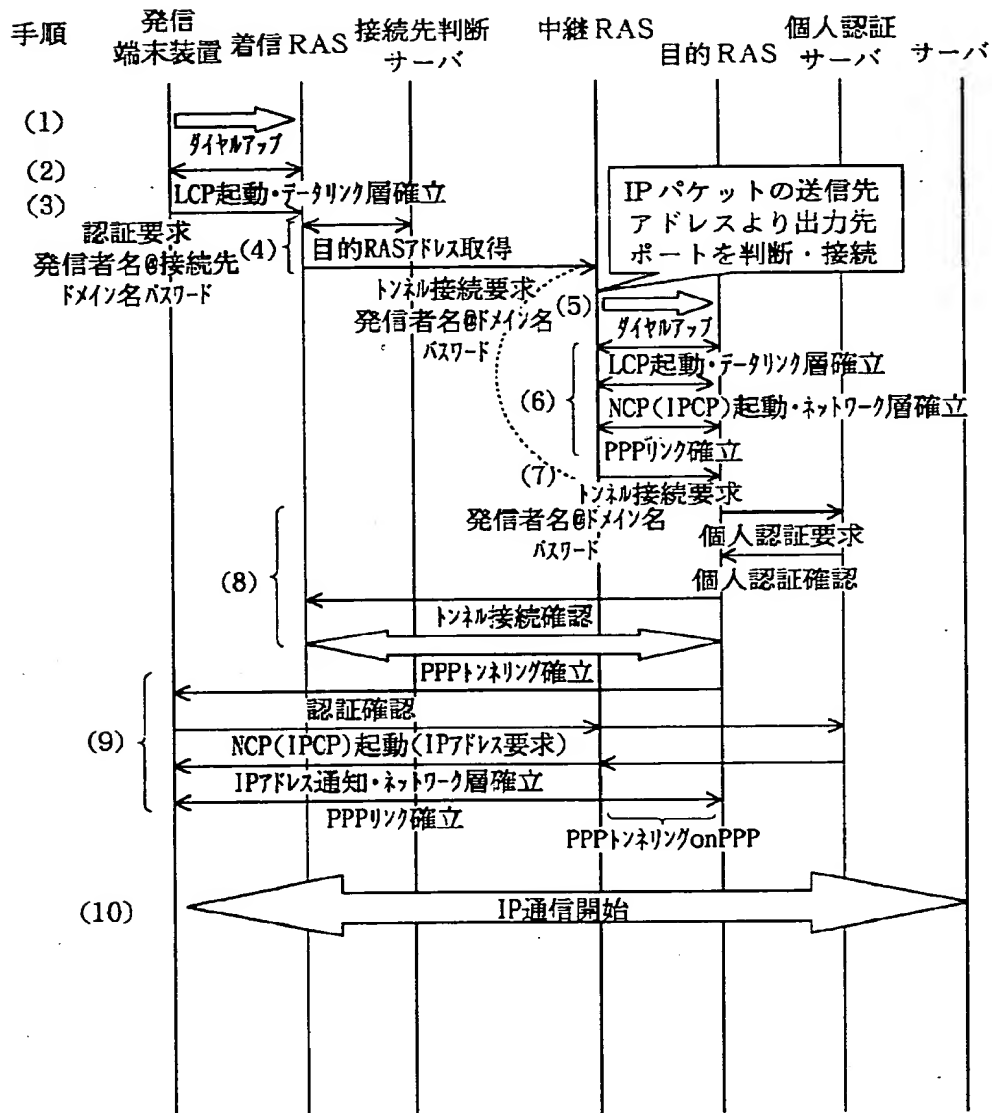 手順
発信
端末装置
着信RAS
接続先判断
サーバ
中継RAS
目的RAS
個人認証
サーバ
サーバ
(1)
ダイヤルアップ
(2)
LCP起動・データリンク層確立
(3)
認証要求
発信者名@接続先
ドメイン名 パスワード
(4)
目的RASアドレス取得
トンネル接続要求
発信者名@ドメイン名
パスワード
IPパケットの送信先
アドレスより出力先
ポートを判断・接続
(5)
ダイヤルアップ
LCP起動・データリンク層確立
(6)
NCP(IPCP)起動・ネットワーク層確立
PPPリンク確立
(7)
トンネル接続要求
発信者名@ドメイン名
パスワード
個人認証要求
個人認証確認
(8)
トンネル接続確認
PPPトンネリング確立
認証確認
(9)
NCP(IPCP)起動(IPアドレス要求)
IPアドレス通知・ネットワーク層確立
PPPリンク確立
PPPトンネリングonPPP
(10)
IP通信開始